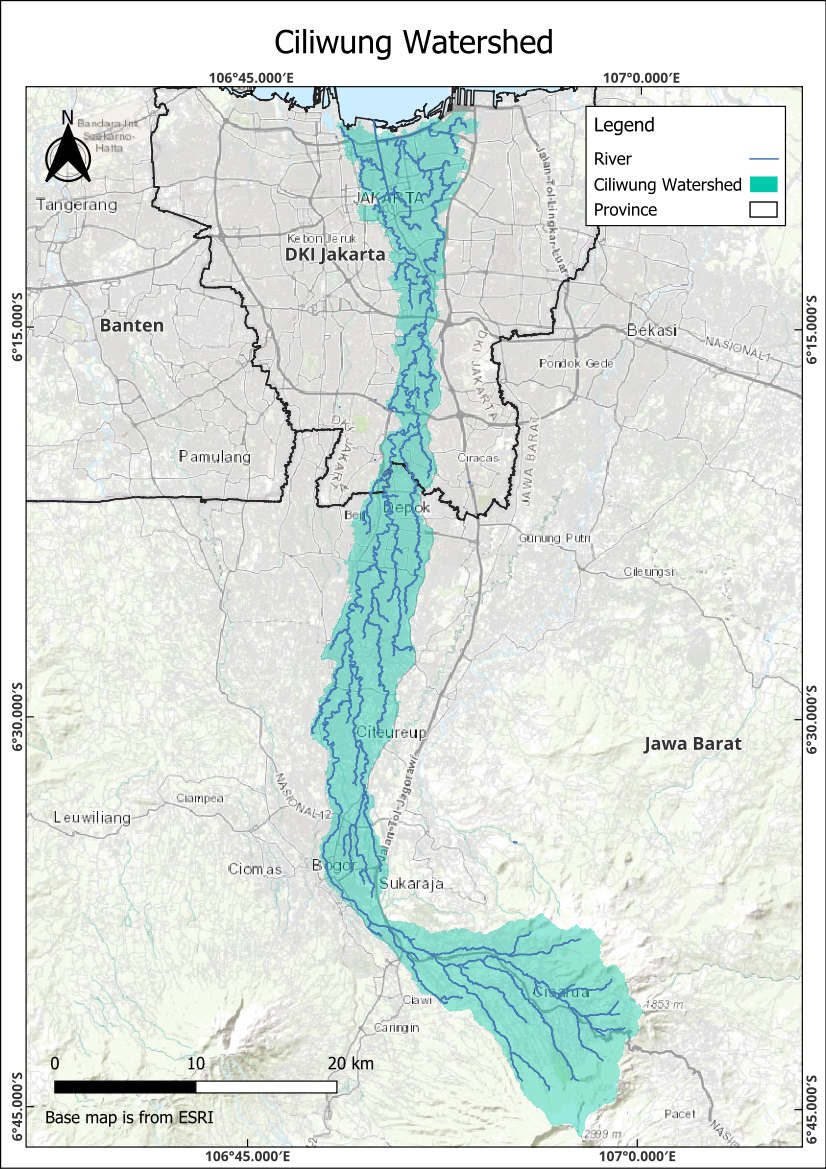 Ciliwung Watershed
106°45.000′E
107°0.000′E
N
Bandara Int.
Soekarno-
Hatta
Tangerang
JAKARTA
Kebon Jeruk
DKI Jakarta
Legend
River
Ciliwung Watershed
Province
Jalan-Tol-Lingkar-Luar
6°15.000′S
6°15.000′S
Banten
Bekasi
NASIONAL1
Pondok Gede
DKI JAKARTA
DKI JAKARTA
JAWA BARAT
Pamulang
Ciracas
Depok
Gunung Putri
Cileungsi
6°30.000′S
6°30.000′S
Citeureup
Jawa Barat
Jalan-Tol-Jagorawi
NASIONAL12
Ciampea
Leuwiliang
Ciomas
Bogor
Sukaraja
Cisarua
Ciawi
1853 m
Caringin
0
10
20 km
Base map is from ESRI
Pacet
2999 m
6°45.000′S
6°45.000′S
106°45.000′E
107°0.000′E